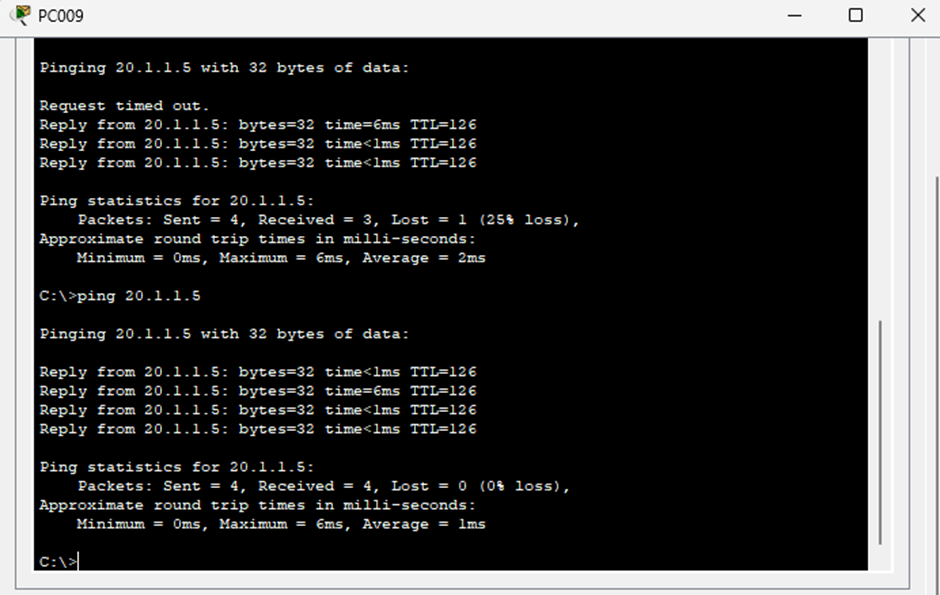 PC009
Pinging 20.1.1.5 with 32 bytes of data:
Request timed out.
Reply from 20.1.1.5: bytes=32 time=6ms TTL=126
Reply from 20.1.1.5: bytes=32 time<1ms TTL=126
Reply from 20.1.1.5: bytes=32 time<1ms TTL=126
Ping statistics for 20.1.1.5:
    Packets: Sent = 4, Received = 3, Lost = 1 (25% loss),
Approximate round trip times in milli-seconds:
    Minimum = 0ms, Maximum = 6ms, Average = 2ms
C:\>ping 20.1.1.5
Pinging 20.1.1.5 with 32 bytes of data:
Reply from 20.1.1.5: bytes=32 time<1ms TTL=126
Reply from 20.1.1.5: bytes=32 time=6ms TTL=126
Reply from 20.1.1.5: bytes=32 time<1ms TTL=126
Reply from 20.1.1.5: bytes=32 time<1ms TTL=126
Ping statistics for 20.1.1.5:
    Packets: Sent = 4, Received = 4, Lost = 0 (0% loss),
Approximate round trip times in milli-seconds:
    Minimum = 0ms, Maximum = 6ms, Average = 1ms
C:\>